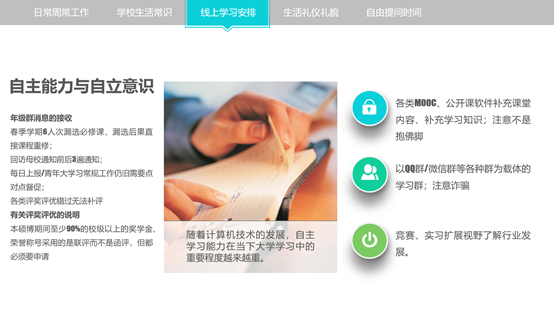 日常周常工作
学校生活常识
线上学习安排
生活礼仪礼貌
自由提问时间
自主能力与自立意识
年级群消息的接收
春季学期6人次漏选必修课，漏选后果直
接课程重修；
回访母校通知前后3遍通知；
每日上报/青年大学习常规工作仍旧需要点
对点督促；
各类评奖评优错过无法补评
有关评奖评优的说明
本硕博期间至少90%的校级以上的奖学金、
荣誉称号采用的是联评而不是函评，但都
必须要申请
随着计算机技术的发展，自主
学习能力在当下大学学习中的
重要程度越来越重。
各类MOOC、公开课软件补充课堂
内容、补充学习知识；注意不是
抱佛脚
以QQ群/微信群等各种群为载体的
学习群；注意诈骗
竞赛、实习扩展视野了解行业发
展。